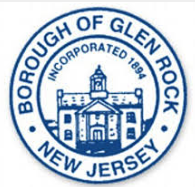 BOROUGH OF GLEN ROCK
INCORPORATED 1894
• NEW JERSEY •